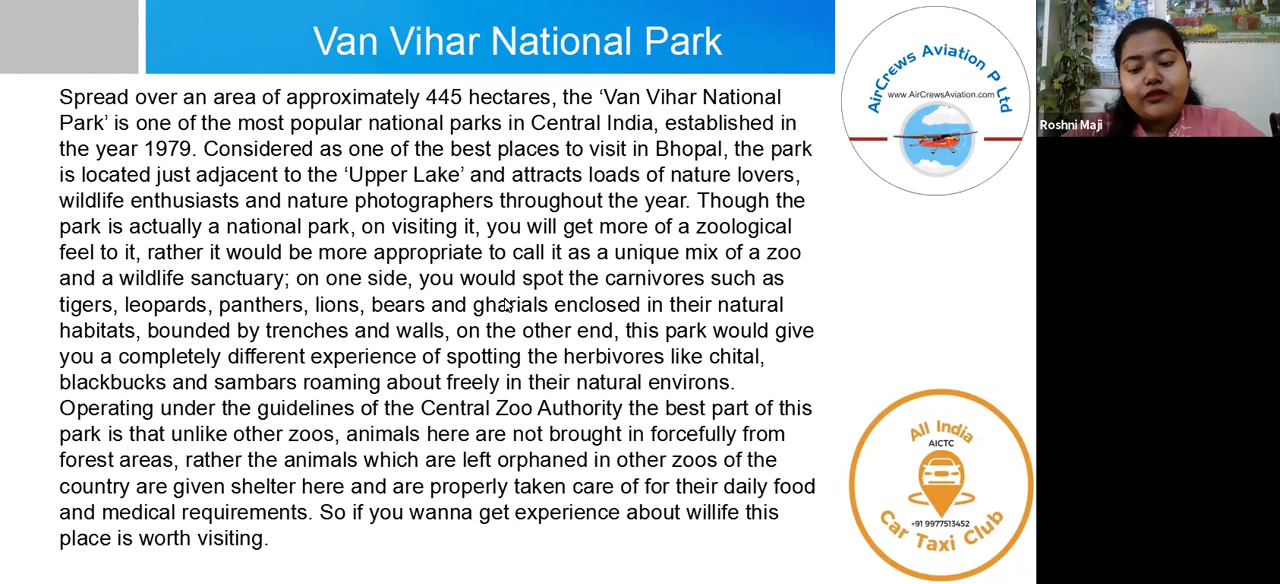 Van Vihar National Park
Spread over an area of approximately 445 hectares, the ‘Van Vihar National
Park’ is one of the most popular national parks in Central India, established in
the year 1979. Cosidered as one of the best places to visit in Bhopal, the park
is located just adjacent to the ‘Upper Lake’ and attracts loads of nature lovers,
wildlife enthusiasts and nature photographers throughout the year. Though the
park is actually a national park, on visiting it, you will get more of a zoological
feel to it, rather it would be more appropriate to call it as a unique mix of a zoo
and a wildlife sanctuary; on one side, you would spot the carnivores such as
tigers, leopards, panthers, lions, bears and gharials enclosed in their natural
habitats, bounded by trenches and walls, on the other end, this park would give
you a completely different experience of spotting the herbivores like chital,
blackbucks and sambars roaming about freely in their natural environs.
Operating under the guidelines of the Central Zoo Authority the best part of this
park is that unlike other zoos, animals here are not brought in forcefully from
forest areas, rather the animals which are left orphaned in other zoos of the
country are given shelter here and are properly taken care of for their daily food
and medical requirements. So if you wanna get experience about willife this
place is worth visiting.
AirCrews Aviation P Ltd
www.AirCrewsAviation.com
All India
AICTC
+91 9977513452
Car Taxi Club
Roshni Maji